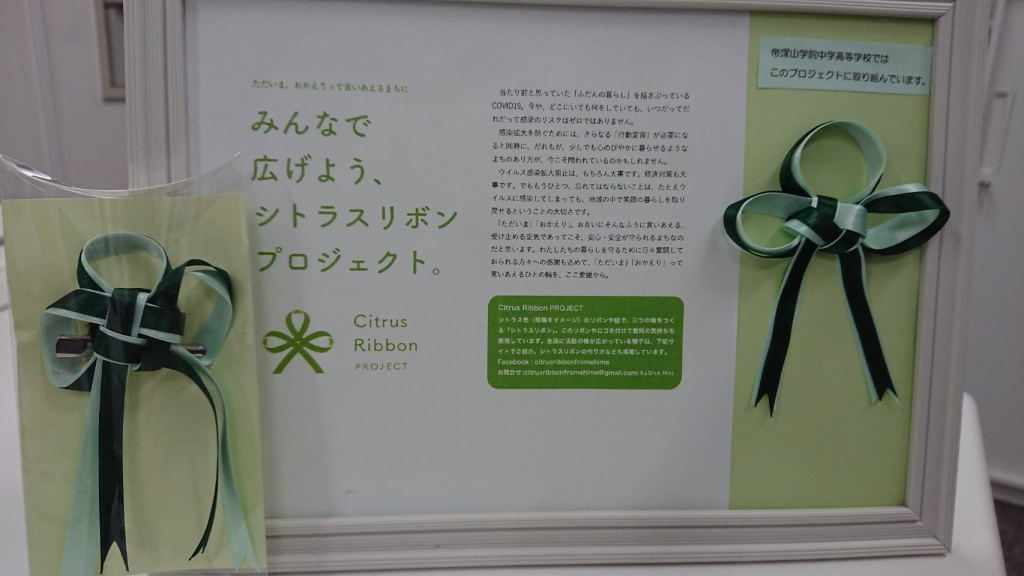 ただいま、おかえりって言いあえるまちに
みんなで
広げよう、
シトラスリボン
プロジェクト。
Citrus
Ribbon
PROJECT
当たり前と思っていた「ふだんの暮らし」を揺さぶっている
COVID19。今や、どこにいても何をしていても、いつだってだ
れだって感染のリスクはゼロではありません。
感染拡大を防ぐためには、さらなる「行動変容」が必要にな
ると同時に、だれもが、少しでも心のびやかに暮らせるような
まちのあり方が、今こそ問われているのかもしれません。
ウイルス感染拡大阻止は、もちろん大事です。経済対策も大
事です。でももうひとつ、忘れてはならないことは、たとえウ
イルスに感染してしまっても、地域の中で笑顔の暮らしを取り
戻せるということの大切さです。
「ただいま」「おかえり」。お互いにそんなふうに言いあえる、
受け止める空気があってこそ、安心・安全が守られるまちなの
だと思います。わたしたちの暮らしを守るために日々奮闘して
おられる方々への感謝も込めて、「ただいま」「おかえり」って
言いあえるひとの輪を、ここ愛媛から。
Citrus Ribbon PROJECT
シトラス色（柑橘をイメージ）のリボンや紐で、三つの輪をつく
る「シトラスリボン」。このリボンやロゴを付けて賛同の気持ちを
表現しています。全国に活動の輪が広がっている様子は、下記サ
イトでご紹介。シトラスリボンの作り方なども掲載しています。
Facebook : citrusribbonfromehime
お問合せ:citrusribbonfromehime@gmail.com
帝塚山学院中学高等学校では
このプロジェクトに取り組んでいます。